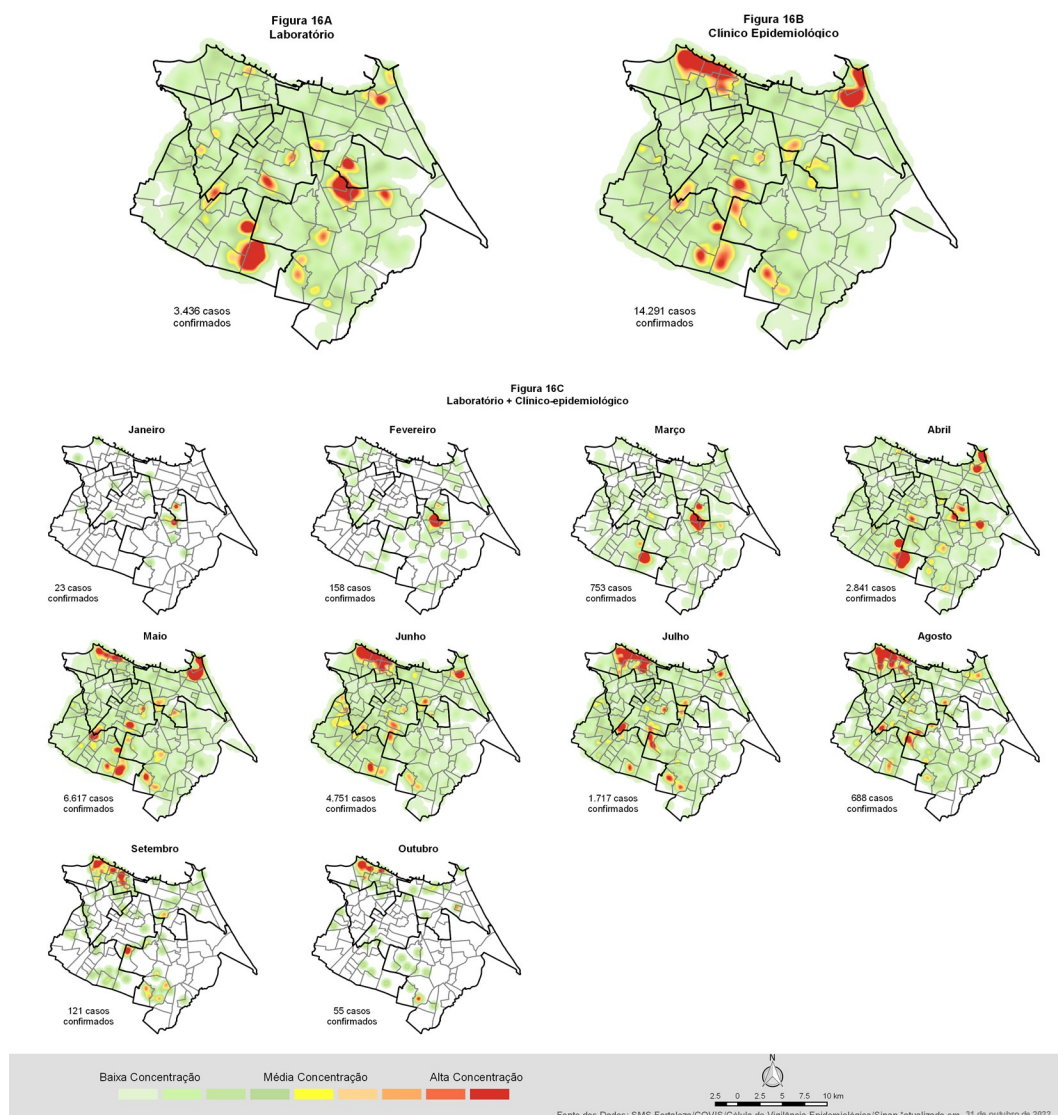 Figura 16A
Laboratório
Figura 16B
Clínico Epidemiológico
3.436 casos
confirmados
14.291 casos
confirmados
Figura 16C
Laboratório + Clínico-epidemiológico
Janeiro
Fevereiro
Março
Abril
23 casos
confirmados
158 casos
confirmados
753 casos
confirmados
2.841 casos
confirmados
Maio
Junho
Julho
Agosto
6.617 casos
confirmados
4.751 casos
confirmados
1.717 casos
confirmados
688 casos
confirmados
Setembro
Outubro
121 casos
confirmados
55 casos
confirmados
Baixa Concentração
Média Concentração
Alta Concentração
N
2.5 0 2.5 5 7.5 10 km
Fonte dos Dados: SMS Fortaleza/COVIS/Célula de Vigilância Epidemiológica/Sinan *atualizado em 21 de outubro de 2022